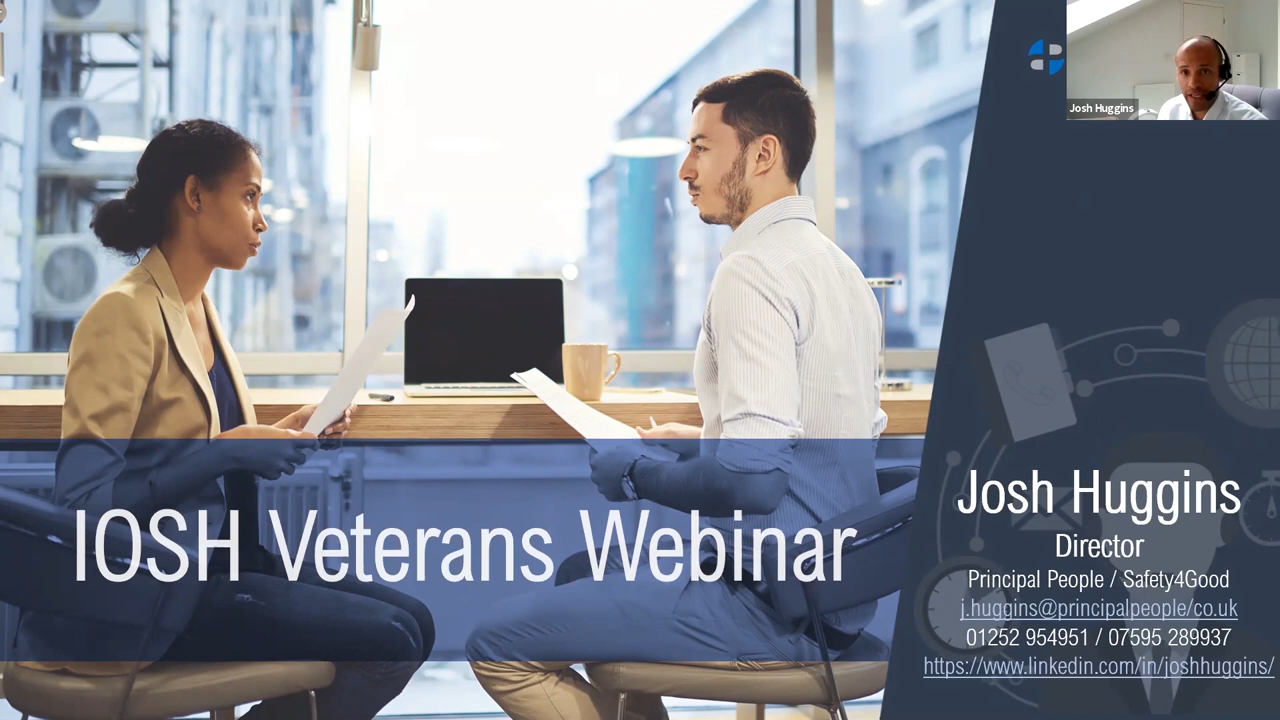 Josh Huggins
IOSH Veterans Webinar
Josh Huggins
Director
Principal People / Safety4Good
j.huggins@principalpeople/co.uk
01252 954951 / 07595 289937
https://www.linkedin.com/in/joshhuggins/